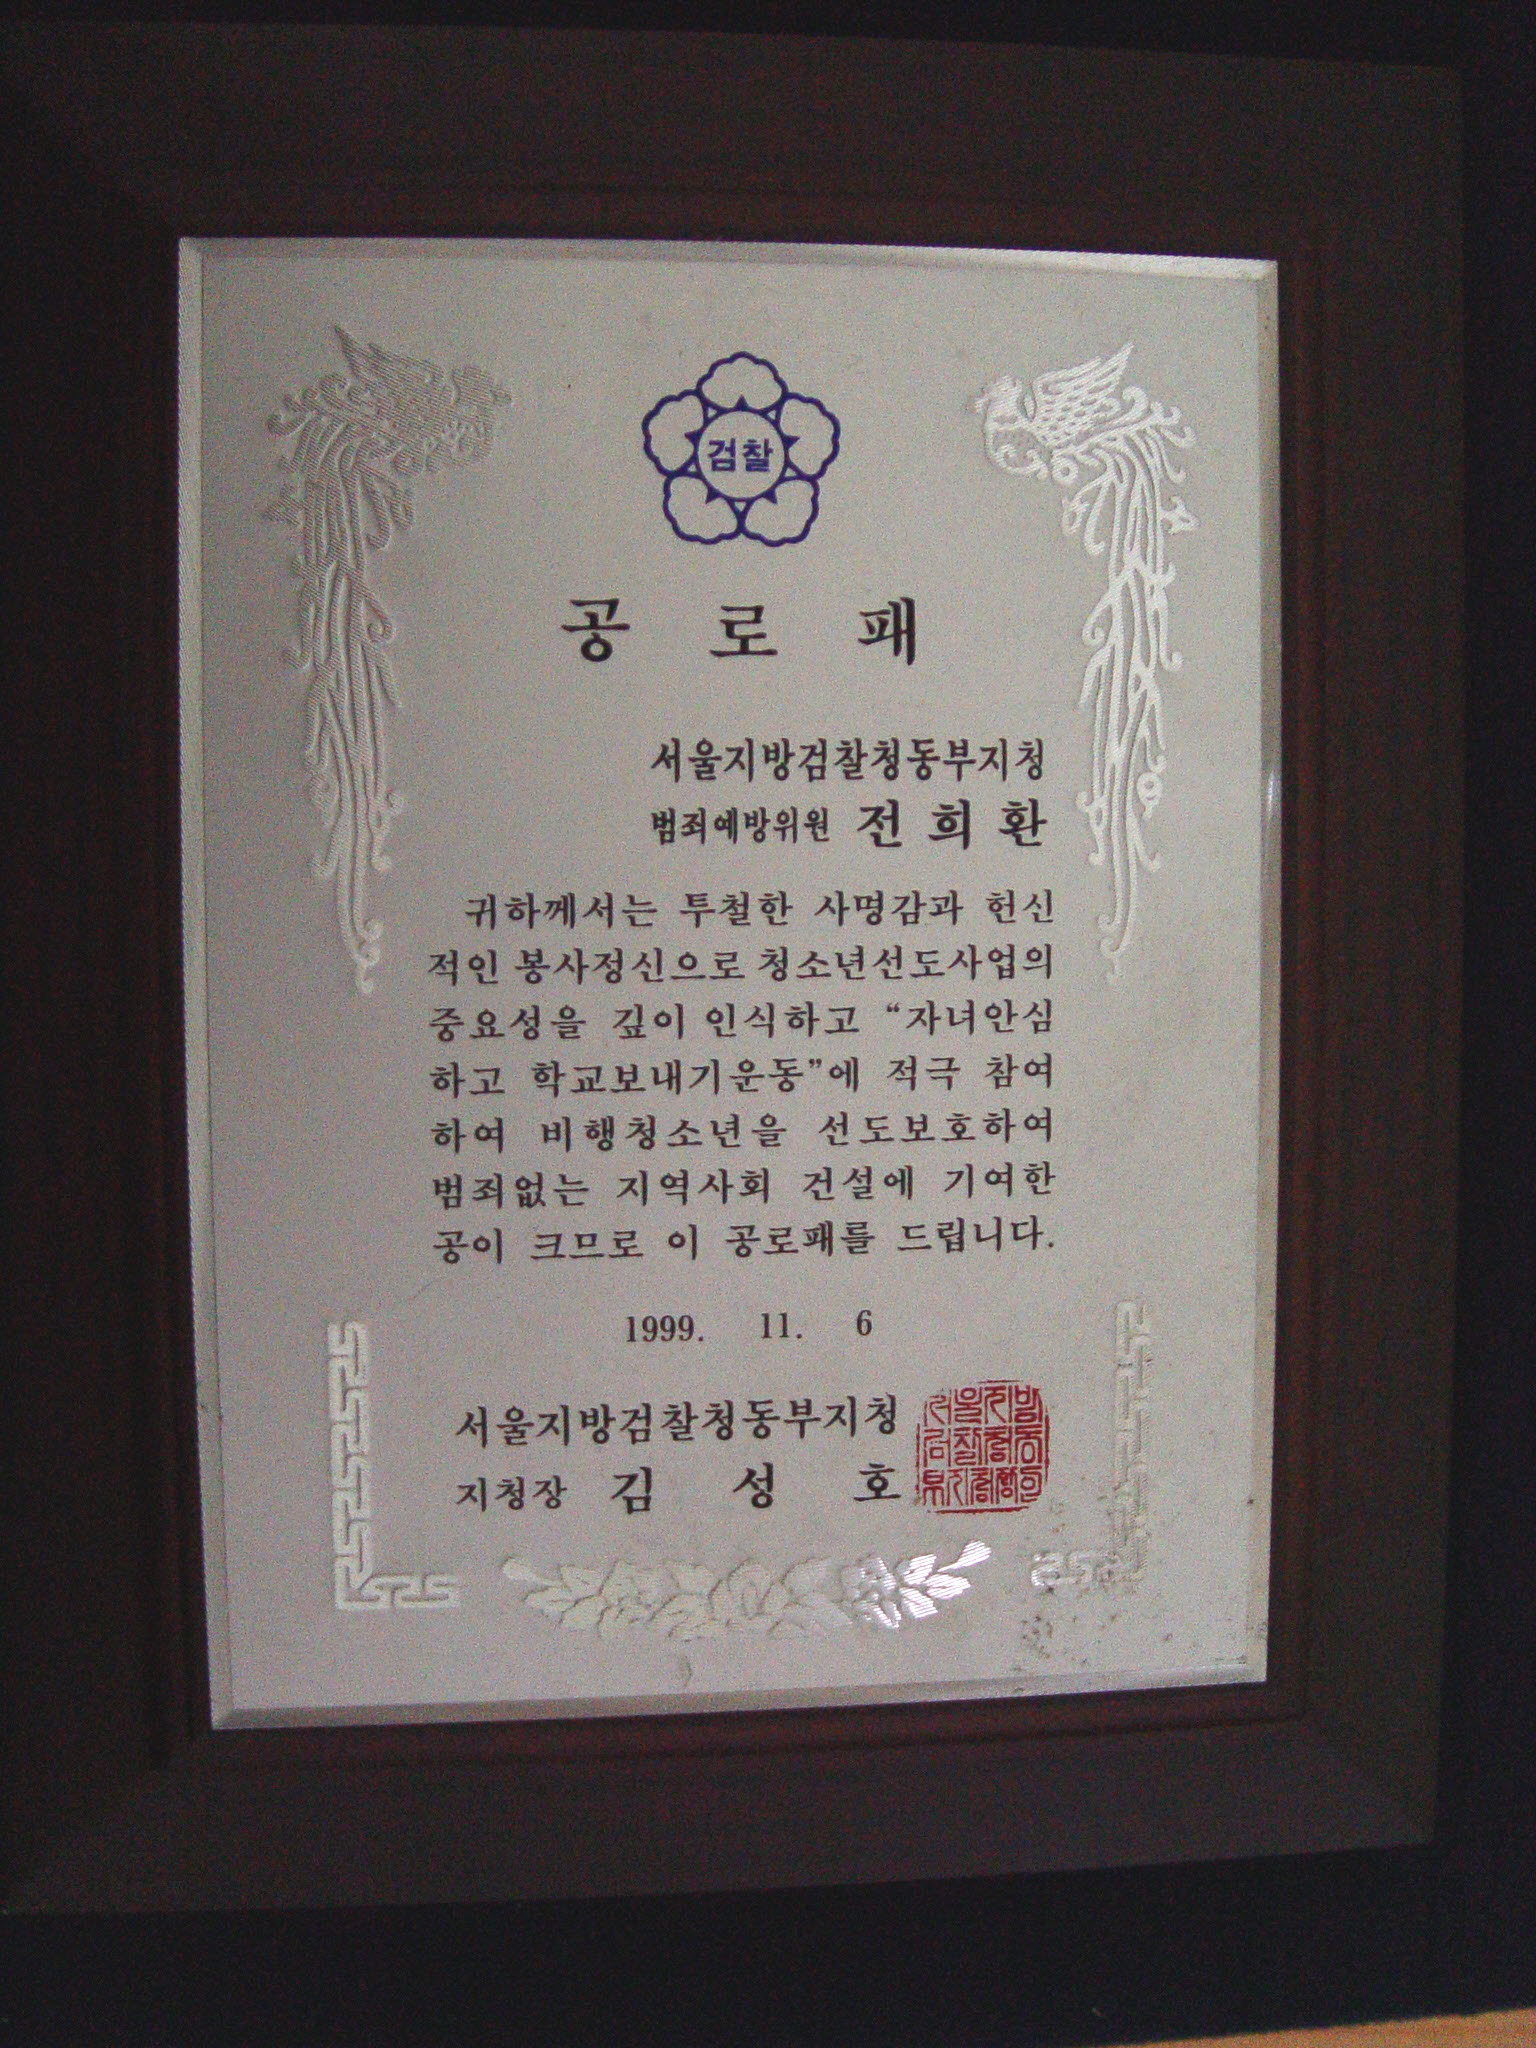 검찰
공 로 패
서울지방검찰청동부지청
범죄예방위원 전 희 환
귀하께서는 투철한 사명감과 헌신
적인 봉사정신으로 청소년선도사업의
중요성을 깊이 인식하고 “자녀안심
하고 학교보내기운동”에 적극 참여
하여 비행청소년을 선도보호하여
범죄없는 지역사회 건설에 기여한
공이 크므로 이 공로패를 드립니다.
1999. 11. 6
서울지방검찰청동부지청
지청장 김 성 호